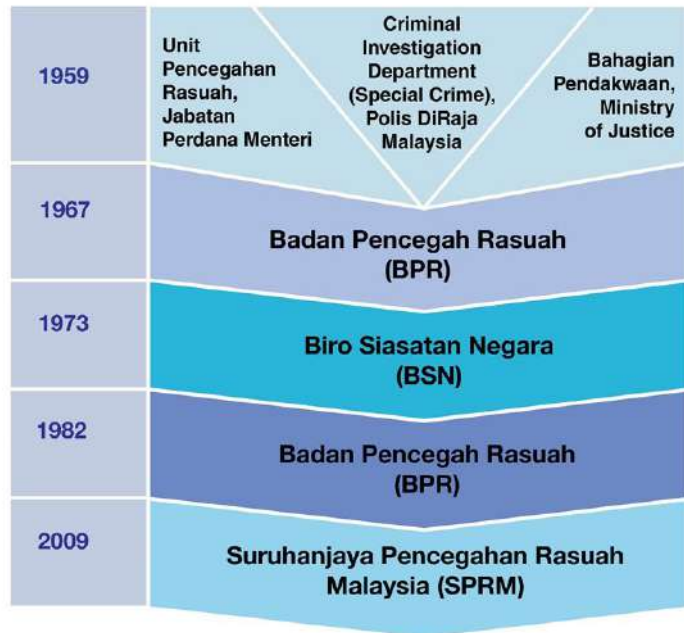 1959
Unit
Pencegahan
Rasuah,
Jabatan
Perdana Menteri
Criminal
Investigation
Department
(Special Crime),
Polis DiRaja
Malaysia
Bahagian
Pendakwaan,
Ministry
of Justice
1967
Badan Pencegah Rasuah
(BPR)
1973
Biro Siasatan Negara
(BSN)
1982
Badan Pencegah Rasuah
(BPR)
2009
Suruhanjaya Pencegahan Rasuah
Malaysia (SPRM)